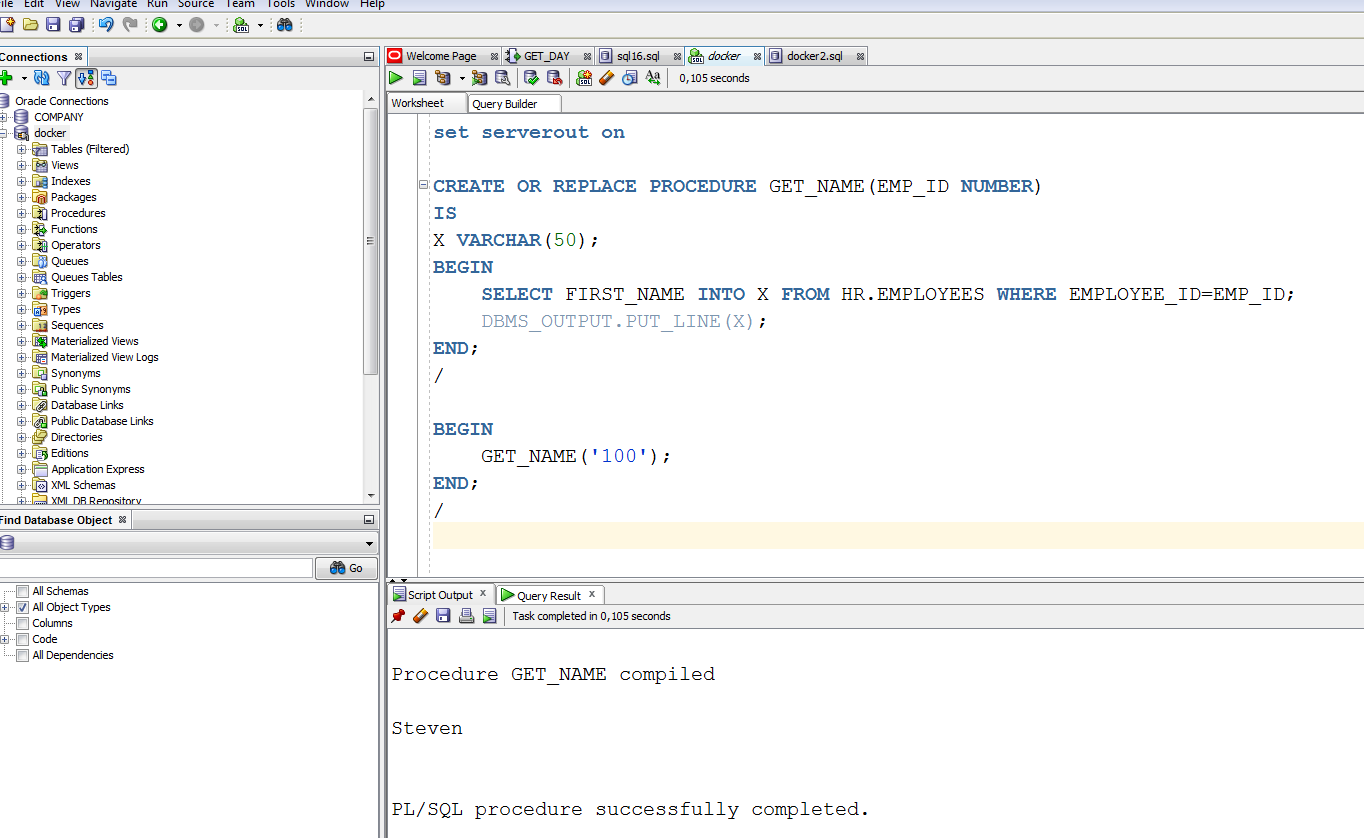 File Edit View Navigate Run Source Team Tools Window Help
Connections
Welcome Page GET_DAY sql16.sql docker docker2.sql
0,105 seconds
Worksheet Query Builder
Oracle Connections
COMPANY
docker
Tables (Filtered)
Views
Indexes
Packages
Procedures
Functions
Operators
Queues
Queues Tables
Triggers
Types
Sequences
Materialized Views
Materialized View Logs
Synonyms
Public Synonyms
Database Links
Public Database Links
Directories
Editions
Application Express
XML Schemas
XML DB Repository
set serverout on
CREATE OR REPLACE PROCEDURE GET_NAME(EMP_ID NUMBER)
IS
X VARCHAR(50);
BEGIN
SELECT FIRST_NAME INTO X FROM HR.EMPLOYEES WHERE EMPLOYEE_ID=EMP_ID;
DBMS_OUTPUT.PUT_LINE(X);
END;
/
BEGIN
GET_NAME('100');
END;
/
Find Database Object
Go
All Schemas
All Object Types
Columns
Code
All Dependencies
Script Output Query Result
Task completed in 0,105 seconds
Procedure GET_NAME compiled
Steven
PL/SQL procedure successfully completed.